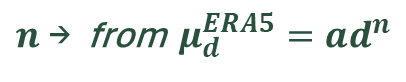 n → from μ_d^{ERA5} = ad^n